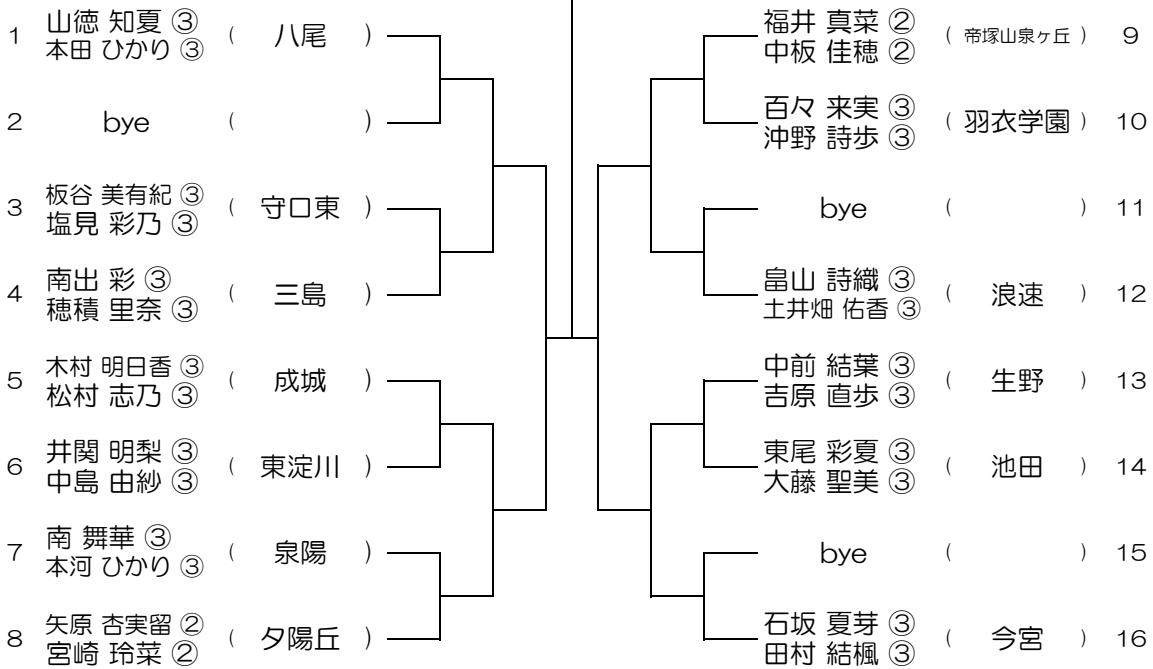 1 山徳 知夏 ③ ( 八尾 )
本田 ひかり ③
2 bye ( )
3 板谷 美有紀 ③ ( 守口東 )
塩見 彩乃 ③
4 南出 彩 ③ ( 三島 )
穂積 里奈 ③
5 木村 明日香 ③ ( 成城 )
松村 志乃 ③
6 井関 明梨 ③ ( 東淀川 )
中島 由紗 ③
7 南 舞華 ③ ( 泉陽 )
本河 ひかり ③
8 矢原 杏実留 ② ( 夕陽丘 )
宮崎 玲菜 ②
福井 真菜 ② ( 帝塚山泉ヶ丘 ) 9
中板 佳穂 ②
百々 来実 ③ ( 羽衣学園 ) 10
沖野 詩歩 ③
bye ( ) 11
畠山 詩織 ③ ( 浪速 ) 12
土井畑 佑香 ③
中前 結葉 ③ ( 生野 ) 13
吉原 直歩 ③
東尾 彩夏 ③ ( 池田 ) 14
大藤 聖美 ③
bye ( ) 15
石坂 夏芽 ③ ( 今宮 ) 16
田村 結楓 ③